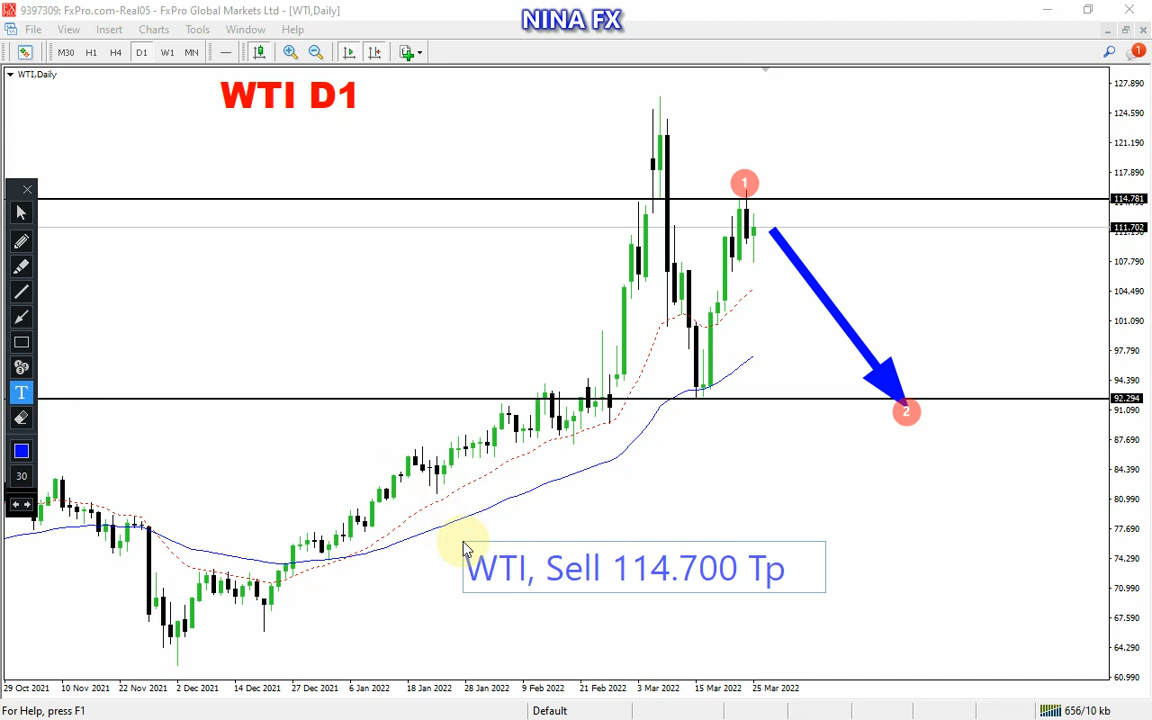 9397309: FxPro.com-Real05 - FxPro Global Markets Ltd - [WTI,Daily]
NINA FX
File View Insert Charts Tools Window Help
M30 H1 H4 D1 W1 MN
1
WTI,Daily
WTI D1
127.890
124.590
121.190
117.890
1
114.781
111.702
107.790
104.490
101.090
97.790
94.390
92.294
91.090
2
87.690
84.390
80.990
77.690
74.290
70.990
67.590
64.290
60.990
T
30
WTI, Sell 114.700 Tp
29 Oct 2021 10 Nov 2021 22 Nov 2021 2 Dec 2021 14 Dec 2021 27 Dec 2021 6 Jan 2022 18 Jan 2022 28 Jan 2022 9 Feb 2022 21 Feb 2022 3 Mar 2022 15 Mar 2022 25 Mar 2022
For Help, press F1 Default 656/10 kb